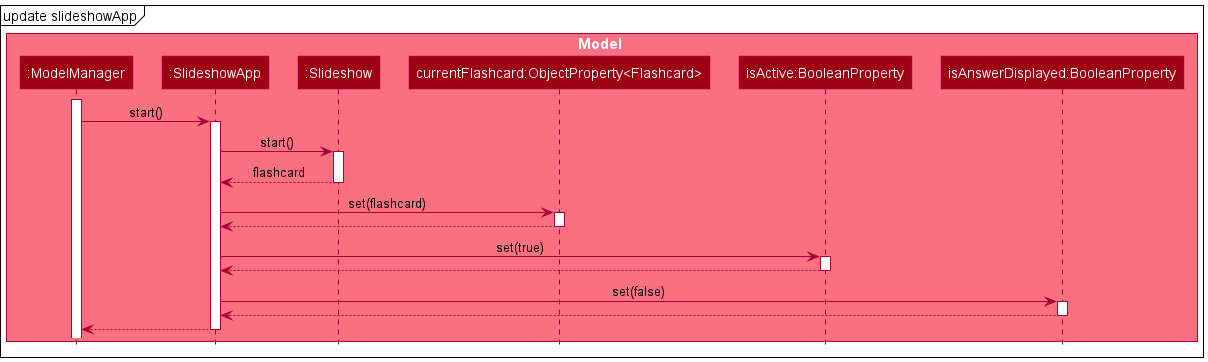 update slideshowApp
Model
:ModelManager
:SlideshowApp
:Slideshow
currentFlashcard:ObjectProperty<Flashcard>
isActive:BooleanProperty
isAnswerDisplayed:BooleanProperty
start()
start()
flashcard
set(flashcard)
set(true)
set(false)